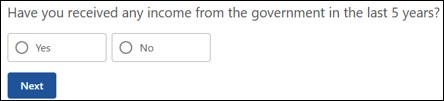 Have you received any income from the government in the last 5 years?
Yes
No
Next